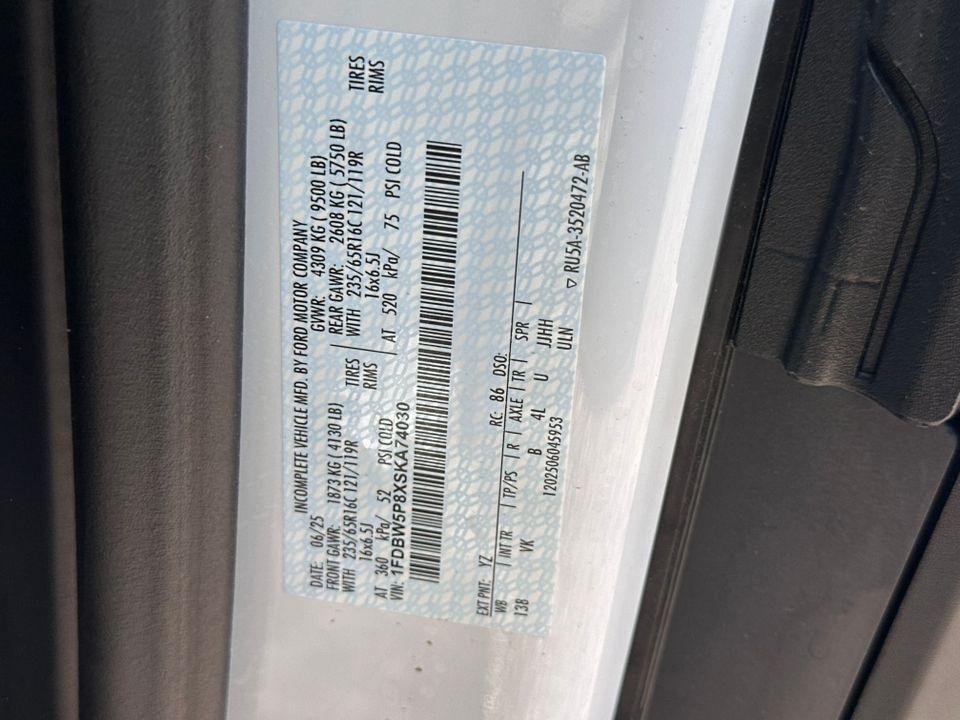 INCOMPLETE VEHICLE MFD. BY FORD MOTOR COMPANY
DATE: 06/25 GVWR: 4309 KG ( 9500 LB)
FRONT GAWR: 1873 KG ( 4130 LB) REAR GAWR: 2608 KG ( 5750 LB)
WITH 235/65R16C 121/119R TIRES WITH 235/65R16C 121/119R TIRES
16x6.5J RIMS 16x6.5J RIMS
AT 360 kPa/ 52 PSI COLD AT 520 kPa/ 75 PSI COLD
VIN: 1FDBW5P8XSKA74030
EXT PNT: YZ RC: 86 DSO:
WB | INT TR | TP/PS | R | AXLE | TR | SPR |
138 VK B 4L U JJHH
1202506045953 ULN
▽ RU5A-3520472-AB